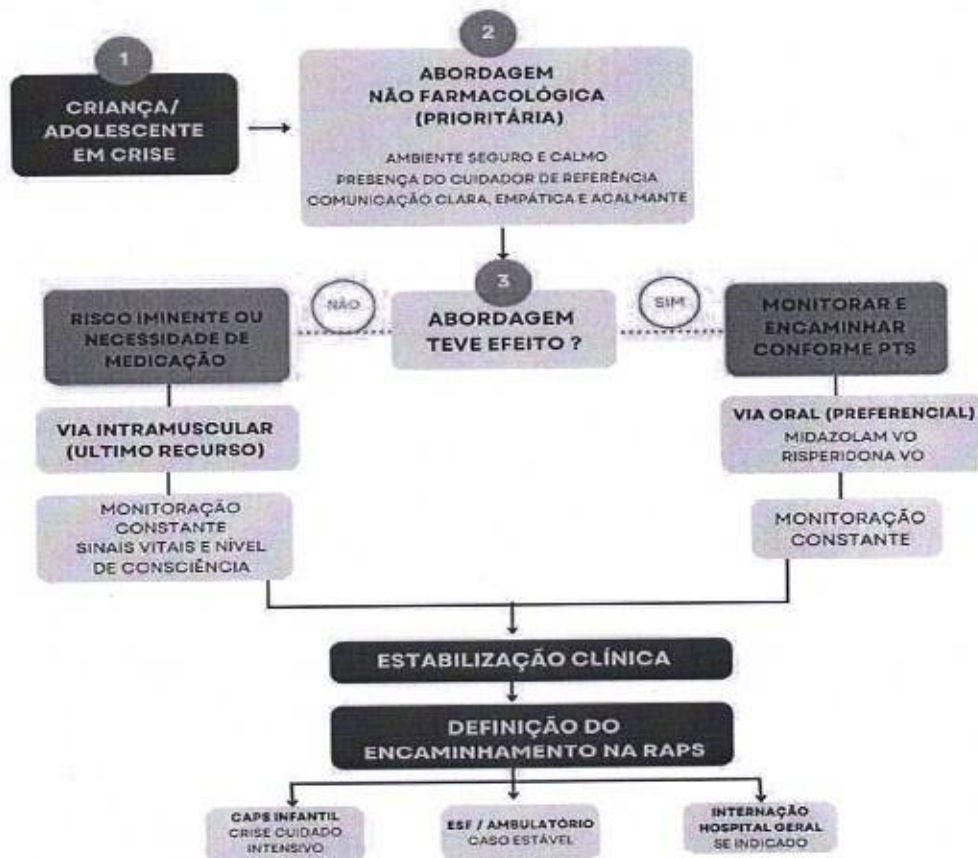 1
CRIANÇA/
ADOLESCENTE
EM CRISE
2
ABORDAGEM
NÃO FARMACOLÓGICA
(PRIORITÁRIA)
AMBIENTE SEGURO E CALMO
PRESENÇA DO CUIDADOR DE REFERÊNCIA
COMUNICAÇÃO CLARA, EMPÁTICA E ACALMANTE
3
ABORDAGEM
TEVE EFEITO ?
NÃO
SIM
RISCO IMINENTE OU
NECESSIDADE DE
MEDICAÇÃO
VIA INTRAMUSCULAR
(ULTIMO RECURSO)
MONITORAÇÃO
CONSTANTE
SINAIS VITAIS E NÍVEL
DE CONSCIÊNCIA
MONITORAR E
ENCAMINHAR
CONFORME PTS
VIA ORAL (PREFERENCIAL)
MIDAZOLAM VO
RISPERIDONA VO
MONITORAÇÃO
CONSTANTE
ESTABILIZAÇÃO CLÍNICA
DEFINIÇÃO DO
ENCAMINHAMENTO NA RAPS
CAPS INFANTIL
CRISE CUIDADO
INTENSIVO
ESF / AMBULATÓRIO
CASO ESTÁVEL
INTERNAÇÃO
HOSPITAL GERAL
SE INDICADO